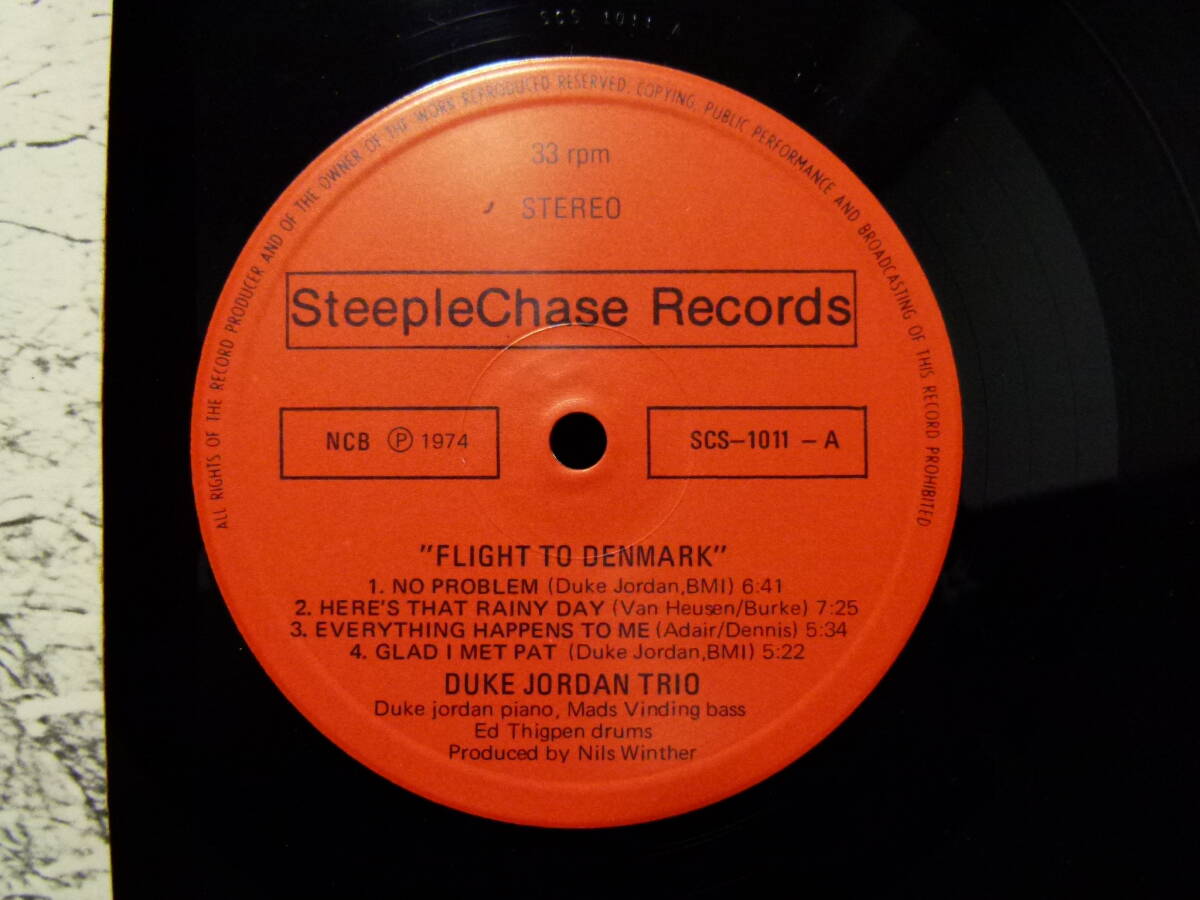 SCS 1011 A
ALL RIGHTS OF THE RECORD PRODUCER AND OF THE OWNER OF THE WORK REPRODUCED RESERVED. COPYING, PUBLIC PERFORMANCE AND BROADCASTING OF THIS RECORD PROHIBITED
33 rpm
STEREO
SteepleChase Records
NCB Ⓟ 1974
SCS–1011 – A
"FLIGHT TO DENMARK"
1. NO PROBLEM (Duke Jordan,BMI) 6:41
2. HERE'S THAT RAINY DAY (Van Heusen/Burke) 7:25
3. EVERYTHING HAPPENS TO ME (Adair/Dennis) 5:34
4. GLAD I MET PAT (Duke Jordan,BMI) 5:22
DUKE JORDAN TRIO
Duke jordan piano, Mads Vinding bass
Ed Thigpen drums
Produced by Nils Winther